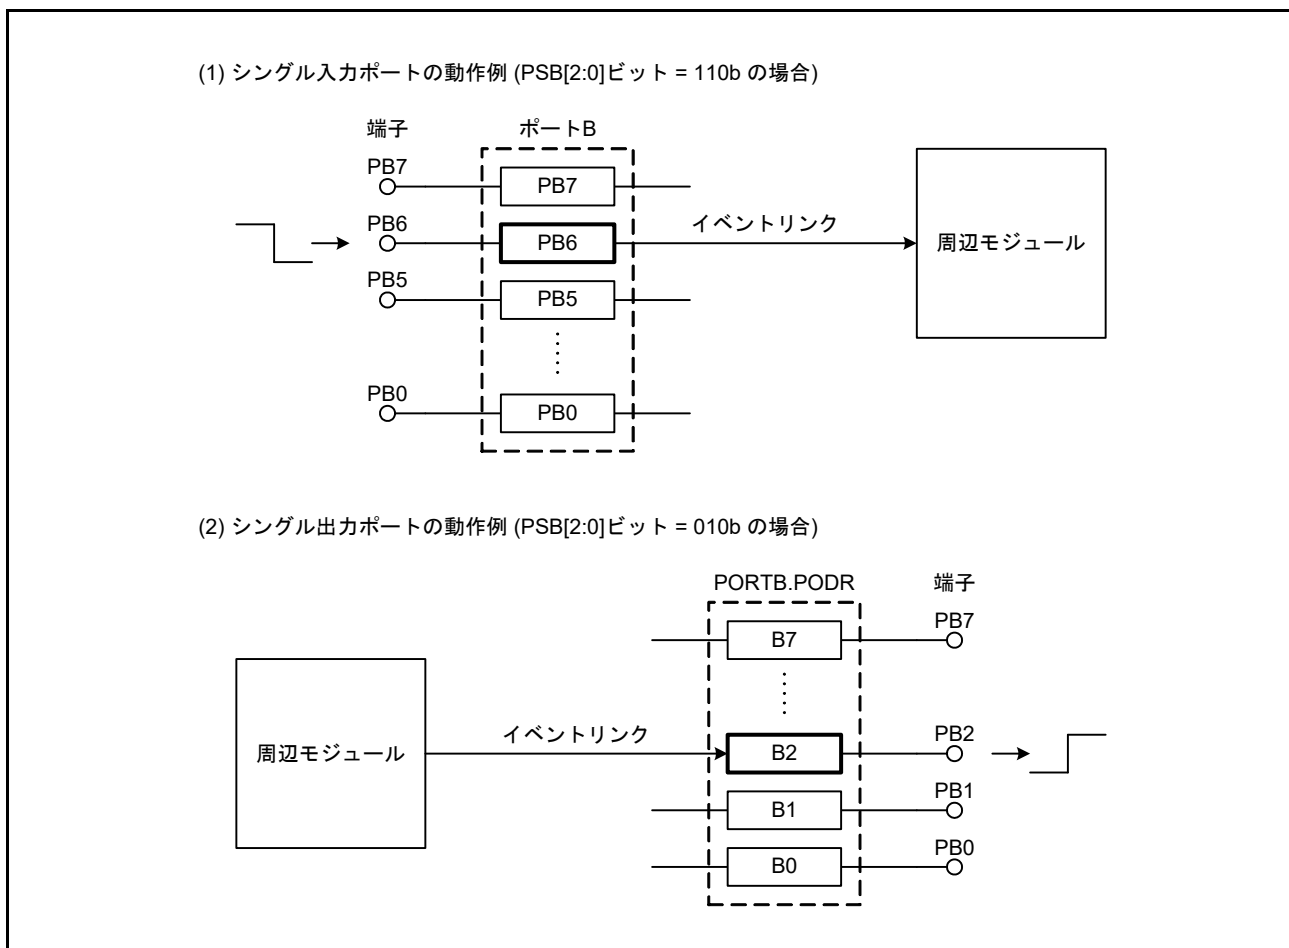 (1) シングル入力ポートの動作例 (PSB[2:0]ビット = 110b の場合)
端子
ポートB
PB7
PB7
PB6
PB6
イベントリンク
周辺モジュール
PB5
PB5
PB0
PB0
(2) シングル出力ポートの動作例 (PSB[2:0]ビット = 010b の場合)
PORTB.PODR
端子
B7
PB7
周辺モジュール
イベントリンク
B2
PB2
B1
PB1
B0
PB0